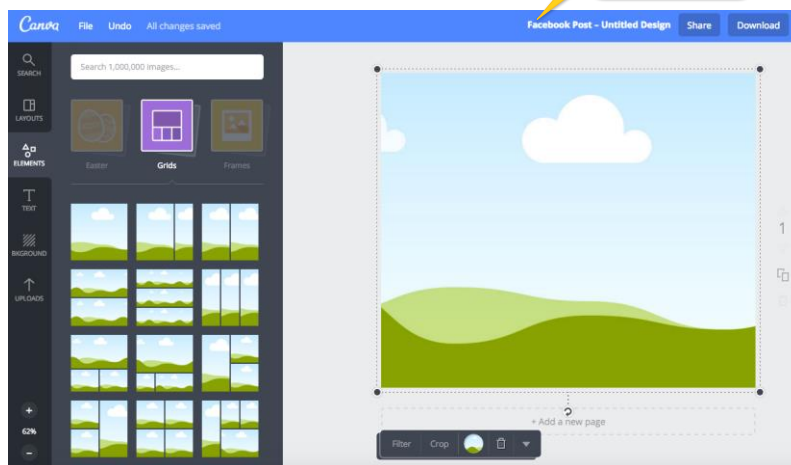 Canva File Undo All changes saved Facebook Post – Untitled Design Share Download
Search 1,000,000 images...
SEARCH
LAYOUTS
ELEMENTS
TEXT
BKGROUND
UPLOADS
Easter Grids Frames
1
+ Add a new page
Filter Crop
+
62%
−